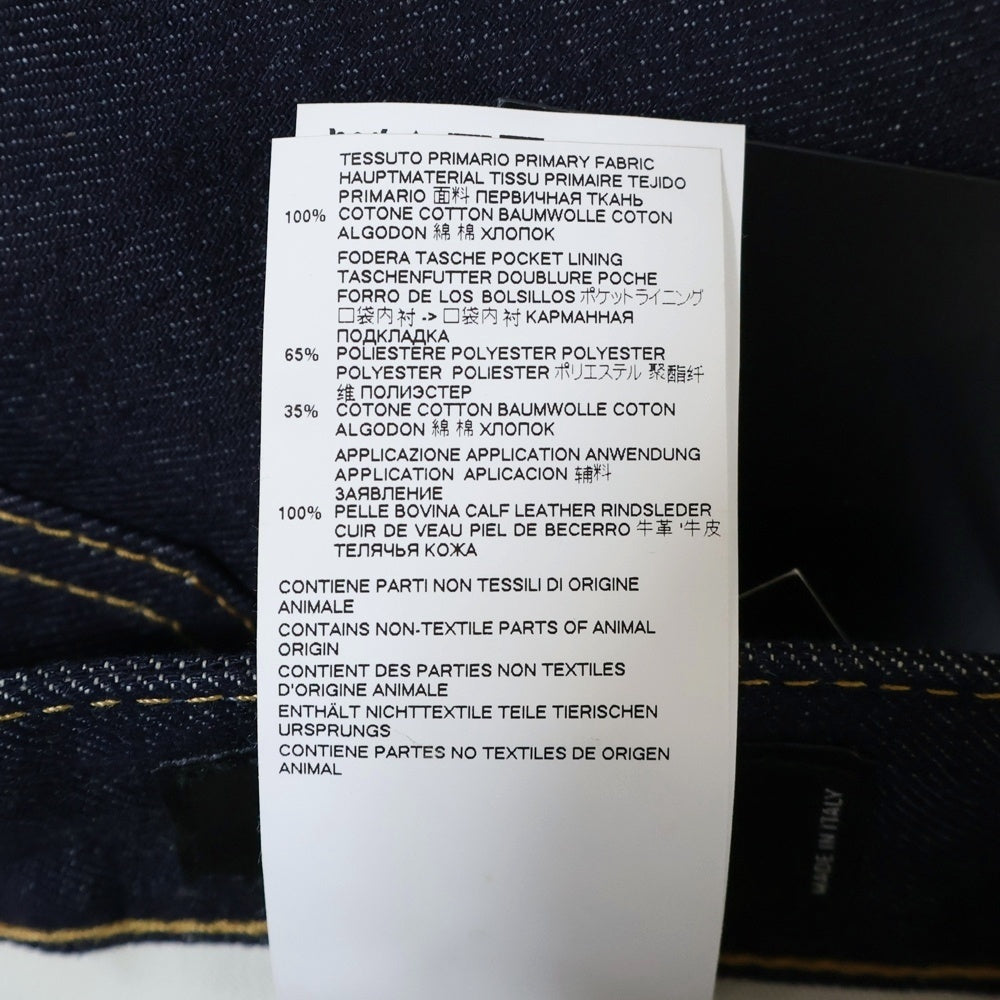 TESSUTO PRIMARIO PRIMARY FABRIC
HAUPTMATERIAL TISSU PRIMAIRE TEJIDO
PRIMARIO 面料 ПЕРВИЧНАЯ ТКАНЬ
100% COTONE COTTON BAUMWOLLE COTON
ALGODON 綿 棉 ХЛОПОК
FODERA TASCHE POCKET LINING
TASCHENFUTTER DOUBLURE POCHE
FORRO DE LOS BOLSILLOS ポケットライニング
口袋内衬 -> 口袋内衬 КАРМАННАЯ
ПОДКЛАДКА
65% POLIESTERE POLYESTER POLYESTER
POLYESTER POLIESTER ポリエステル 聚酯纤
维 ПОЛИЭСТЕР
35% COTONE COTTON BAUMWOLLE COTON
ALGODON 綿 棉 ХЛОПОК
APPLICAZIONE APPLICATION ANWENDUNG
APPLICATION APLICACION 辅料
ЗАЯВЛЕНИЕ
100% PELLE BOVINA CALF LEATHER RINDSLEDER
CUIR DE VEAU PIEL DE BECERRO 牛革 '牛皮
ТЕЛЯЧЬЯ КОЖА
CONTIENE PARTI NON TESSILI DI ORIGINE
ANIMALE
CONTAINS NON-TEXTILE PARTS OF ANIMAL
ORIGIN
CONTIENT DES PARTIES NON TEXTILES
D'ORIGINE ANIMALE
ENTHÄLT NICHTTEXTILE TEILE TIERISCHEN
URSPRUNGS
CONTIENE PARTES NO TEXTILES DE ORIGEN
ANIMAL
MADE IN ITALY